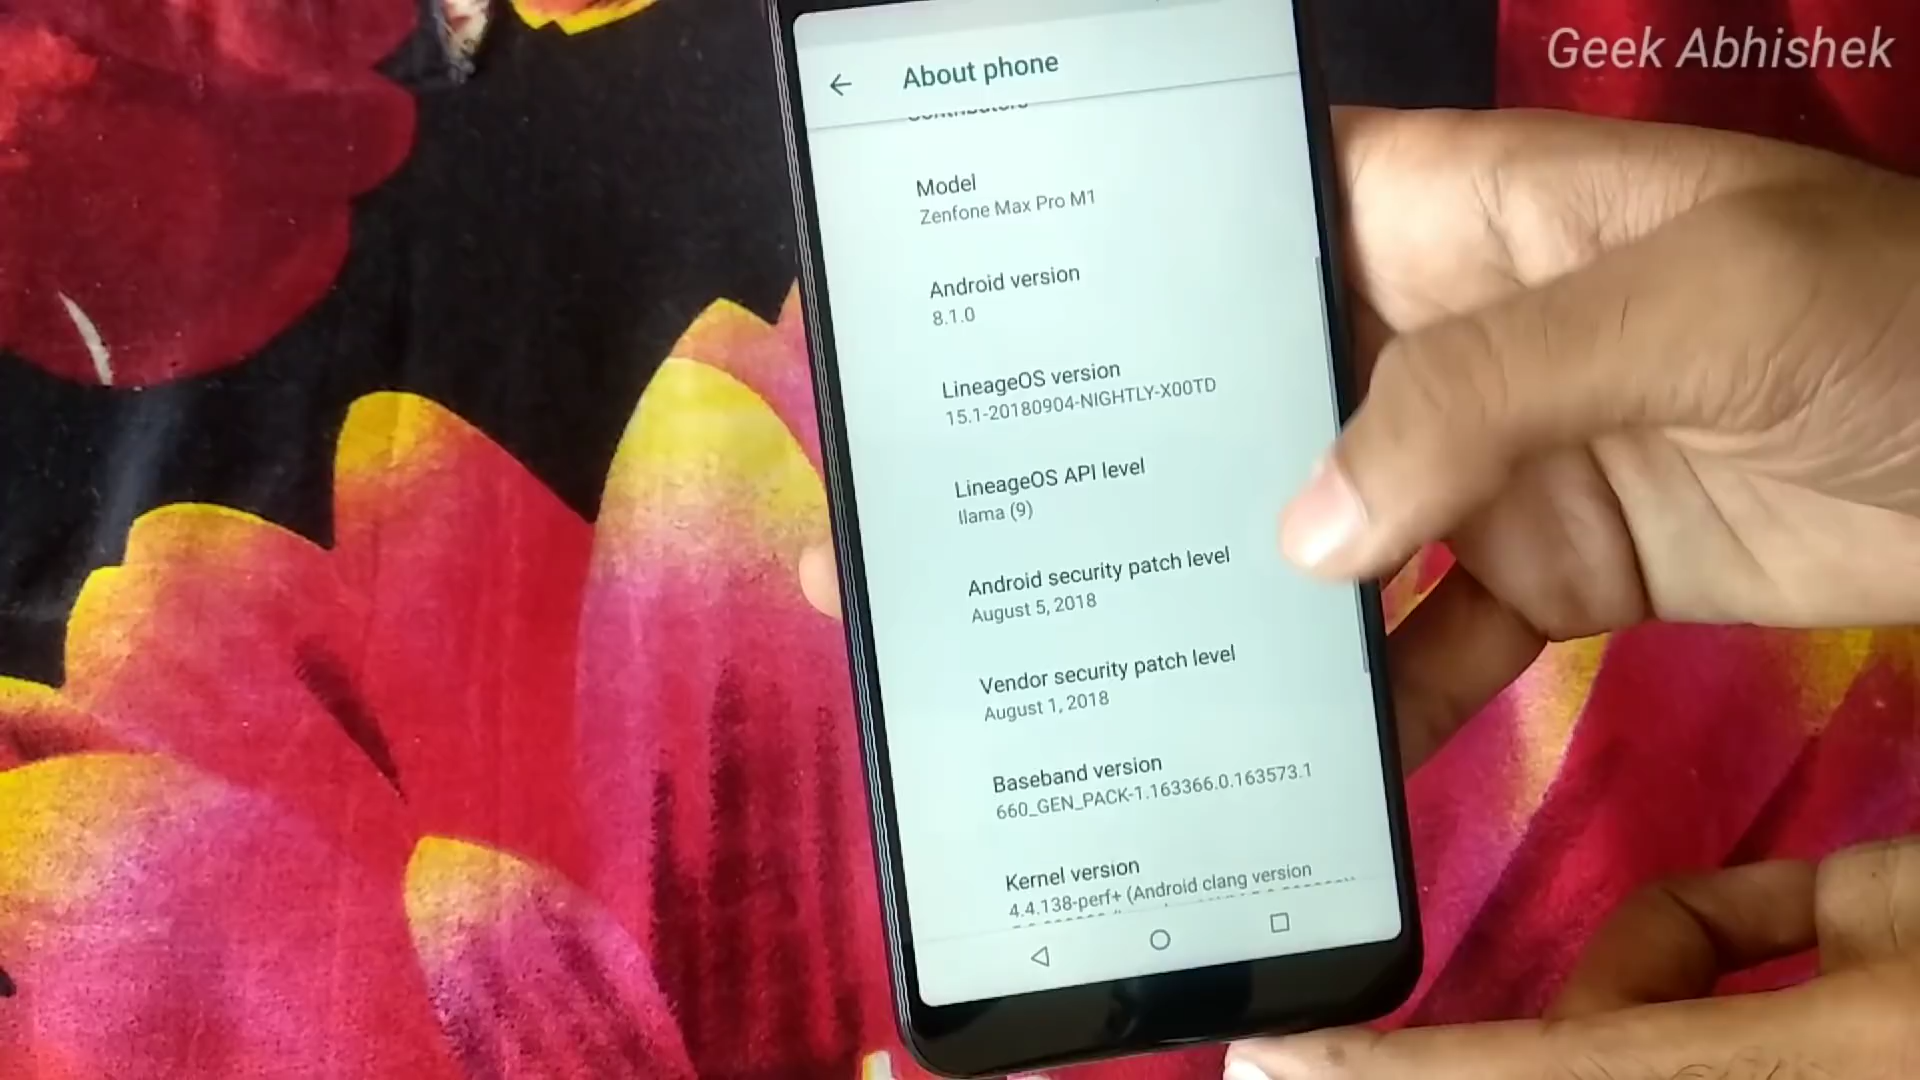 Geek Abhishek
About phone
Contributors
Model
Zenfone Max Pro M1
Android version
8.1.0
LineageOS version
15.1-20180904-NIGHTLY-X00TD
LineageOS API level
llama (9)
Android security patch level
August 5, 2018
Vendor security patch level
August 1, 2018
Baseband version
660_GEN_PACK-1.163366.0.163573.1
Kernel version
4.4.138-perf+ (Android clang version